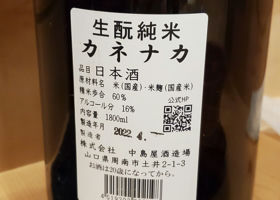 生酛純米
カネナカ
品目 日本酒
原材料名 米(国産)・米麹(国産米)
精米歩合 60%
アルコール分 16%
内容量 1800ml
公式HP
製造年月 2022.4.
製造者
株式会社 中島屋酒造場
山口県周南市土井2-1-3
お酒は20歳になってから。